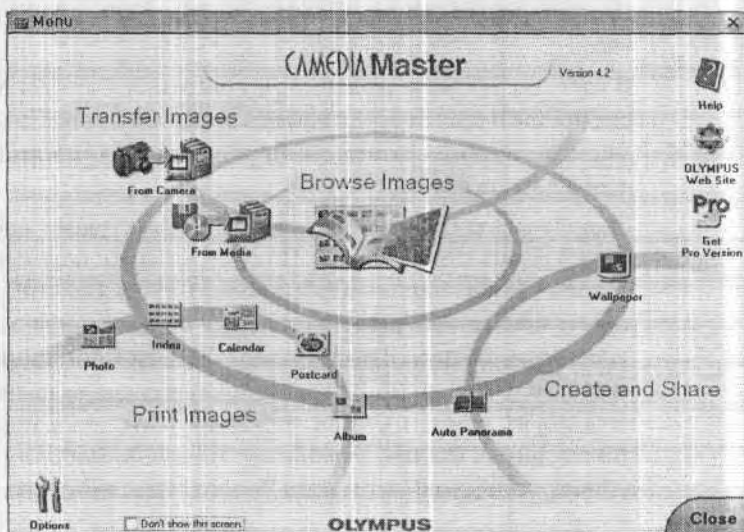 Menu
CAMEDIA Master
Version 4.2
Transfer Images
From Camera
From Media
Browse Images
Help
OLYMPUS
Web Site
Pro
Get
Pro Version
Wallpaper
Photo
Index
Calendar
Postcard
Print Images
Album
Auto Panorama
Create and Share
Options
Don't show this screen.
OLYMPUS
Close